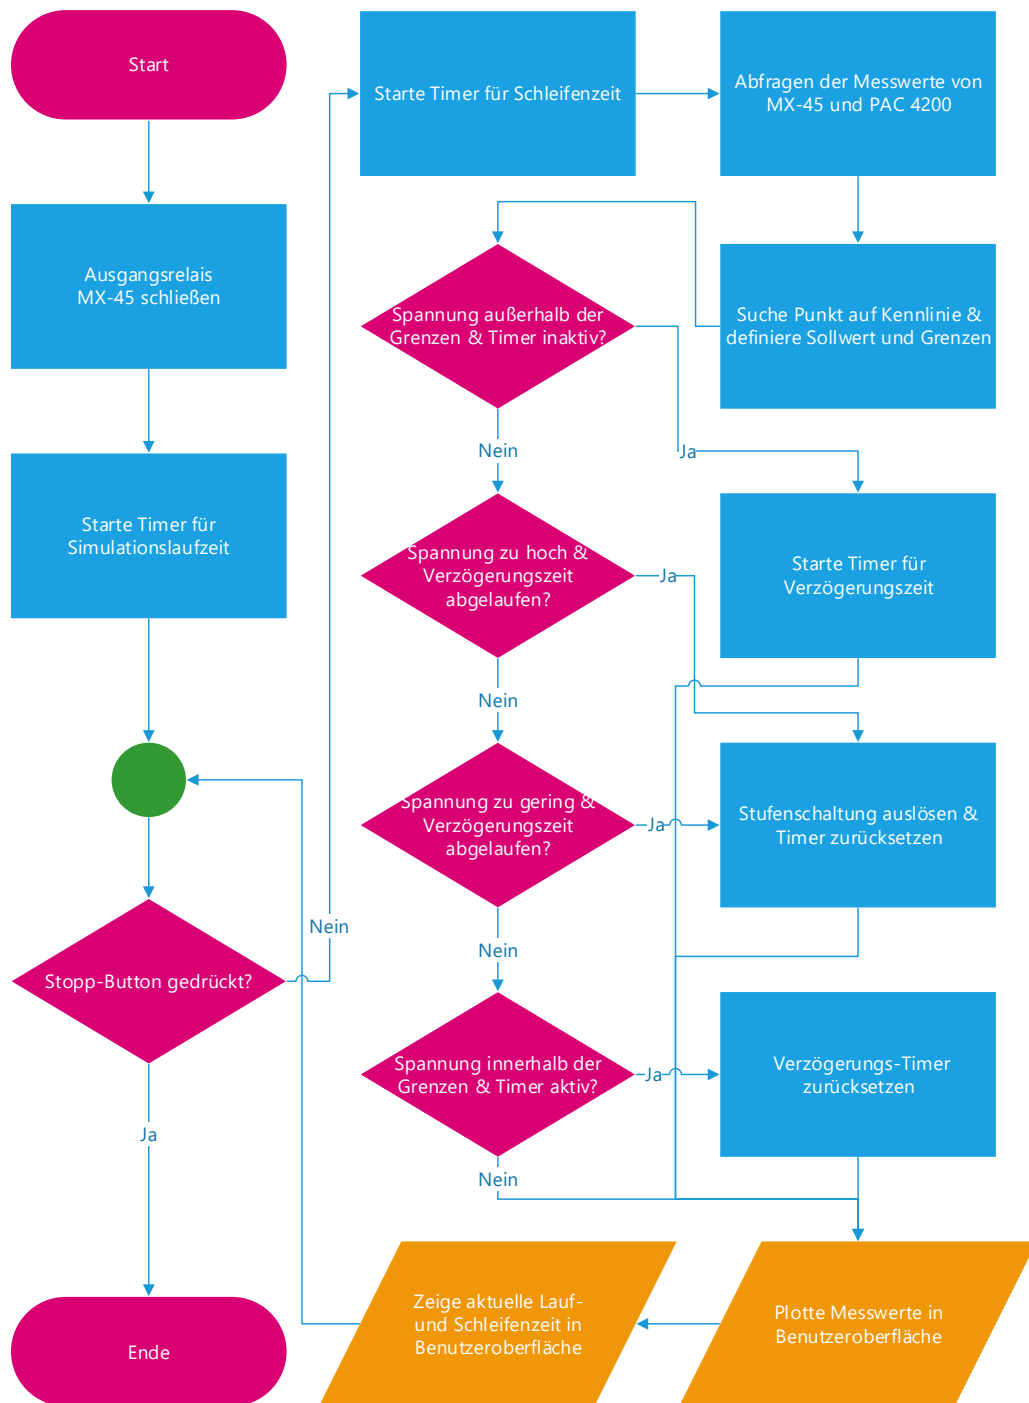 Start
Ausgangsrelais
MX-45 schließen
Starte Timer für
Simulationslaufzeit
Stopp-Button gedrückt?
Nein
Ja
Ende
Starte Timer für Schleifenzeit
Abfragen der Messwerte von
MX-45 und PAC 4200
Suche Punkt auf Kennlinie &
definiere Sollwert und Grenzen
Spannung außerhalb der
Grenzen & Timer inaktiv?
Nein
Ja
Starte Timer für
Verzögerungszeit
Spannung zu hoch &
Verzögerungszeit
abgelaufen?
Ja
Nein
Spannung zu gering &
Verzögerungszeit
abgelaufen?
Ja
Stufenschaltung auslösen &
Timer zurücksetzen
Nein
Spannung innerhalb der
Grenzen & Timer aktiv?
Ja
Verzögerungs-Timer
zurücksetzen
Nein
Plotte Messwerte in
Benutzeroberfläche
Zeige aktuelle Lauf-
und Schleifenzeit in
Benutzeroberfläche